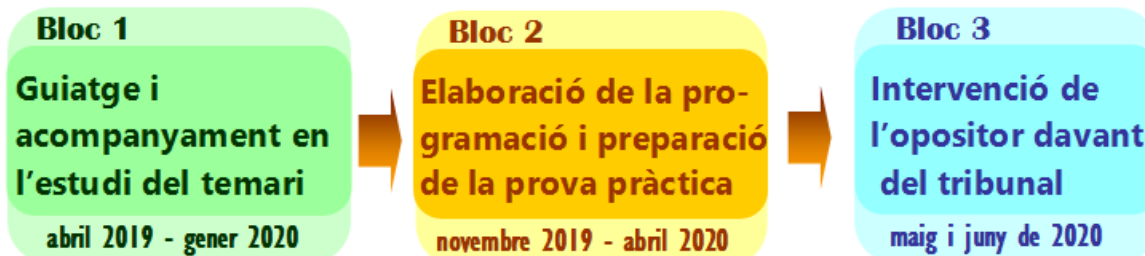 Bloc 1
Guiatge i
acompanyament en
l'estudi del temari
abril 2019 - gener 2020
Bloc 2
Elaboració de la pro-
gramació i preparació
de la prova pràctica
novembre 2019 - abril 2020
Bloc 3
Intervenció de
l'opositor davant
del tribunal
maig i juny de 2020